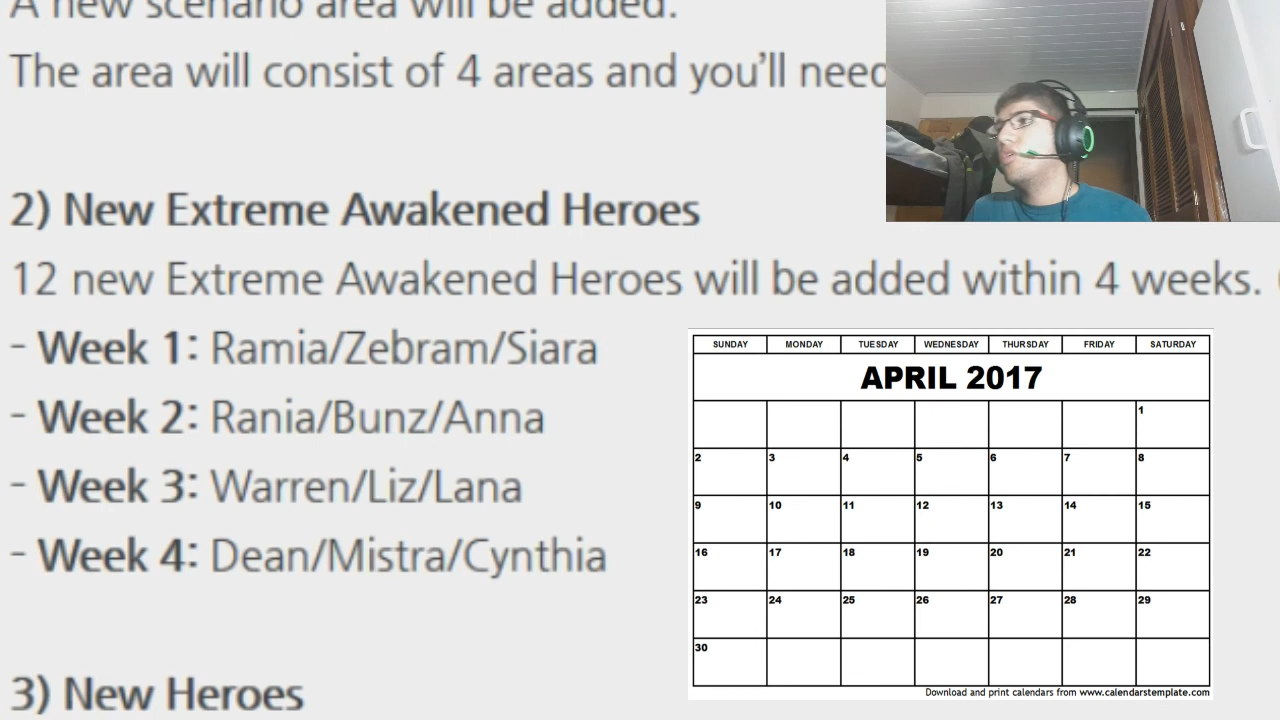 A new scenario area will be added.
The area will consist of 4 areas and you'll need
2) New Extreme Awakened Heroes
12 new Extreme Awakened Heroes will be added within 4 weeks. (
- Week 1: Ramia/Zebram/Siara
- Week 2: Rania/Bunz/Anna
- Week 3: Warren/Liz/Lana
- Week 4: Dean/Mistra/Cynthia
3) New Heroes
SUNDAY MONDAY TUESDAY WEDNESDAY THURSDAY FRIDAY SATURDAY
APRIL 2017
1
2 3 4 5 6 7 8
9 10 11 12 13 14 15
16 17 18 19 20 21 22
23 24 25 26 27 28 29
30
Download and print calendars from www.calendarstemplate.com